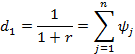 d₁ = 1/(1 + r) = ∑_{j=1}^{n} ψⱼ